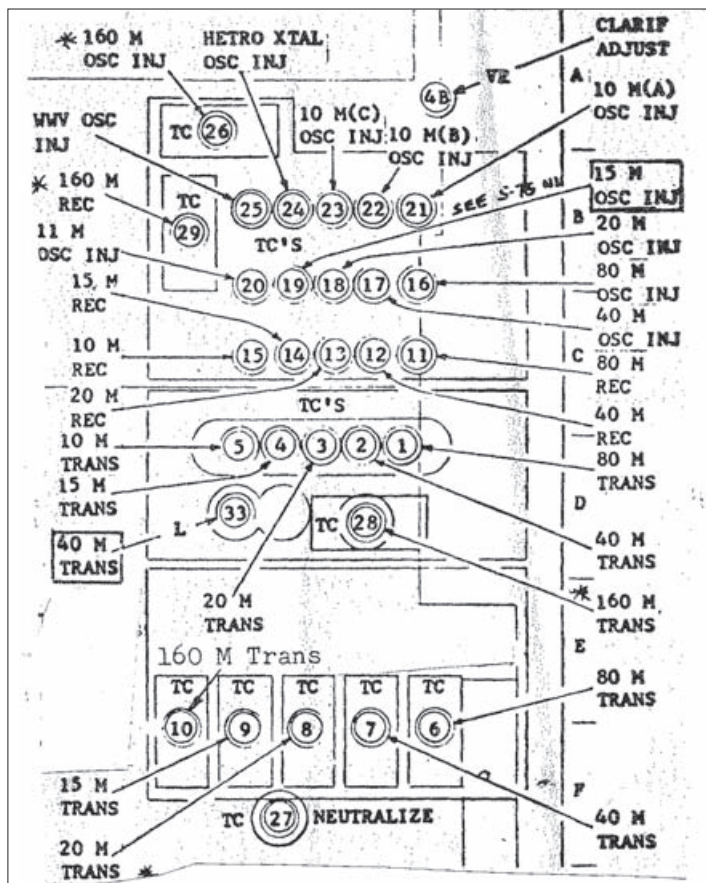 * 160 M
OSC INJ
HETRO XTAL
OSC INJ
CLARIF
ADJUST
VR
4B
A
10 M(A)
OSC INJ
WWV OSC
INJ
TC 26
10 M(C)
OSC INJ
10 M(B)
OSC INJ
* 160 M
REC
TC
29
25 24 23 22 21
TC'S
SEE S-75
15 M
OSC INJ
B
20 M
OSC INJ
11 M
OSC INJ
20 19 18 17 16
80 M
OSC INJ
40 M
OSC INJ
15 M
REC
10 M
REC
15 14 13 12 11
C
80 M
REC
20 M
REC
TC'S
40 M
REC
10 M
TRANS
5 4 3 2 1
80 M
TRANS
15 M
TRANS
L 33
TC 28
D
40 M
TRANS
40 M
TRANS
20 M
TRANS
* 160 M
TRANS
E
160 M Trans
TC TC TC TC TC
10 9 8 7 6
80 M
TRANS
15 M
TRANS
F
TC 27 NEUTRALIZE
40 M
TRANS
20 M
TRANS *